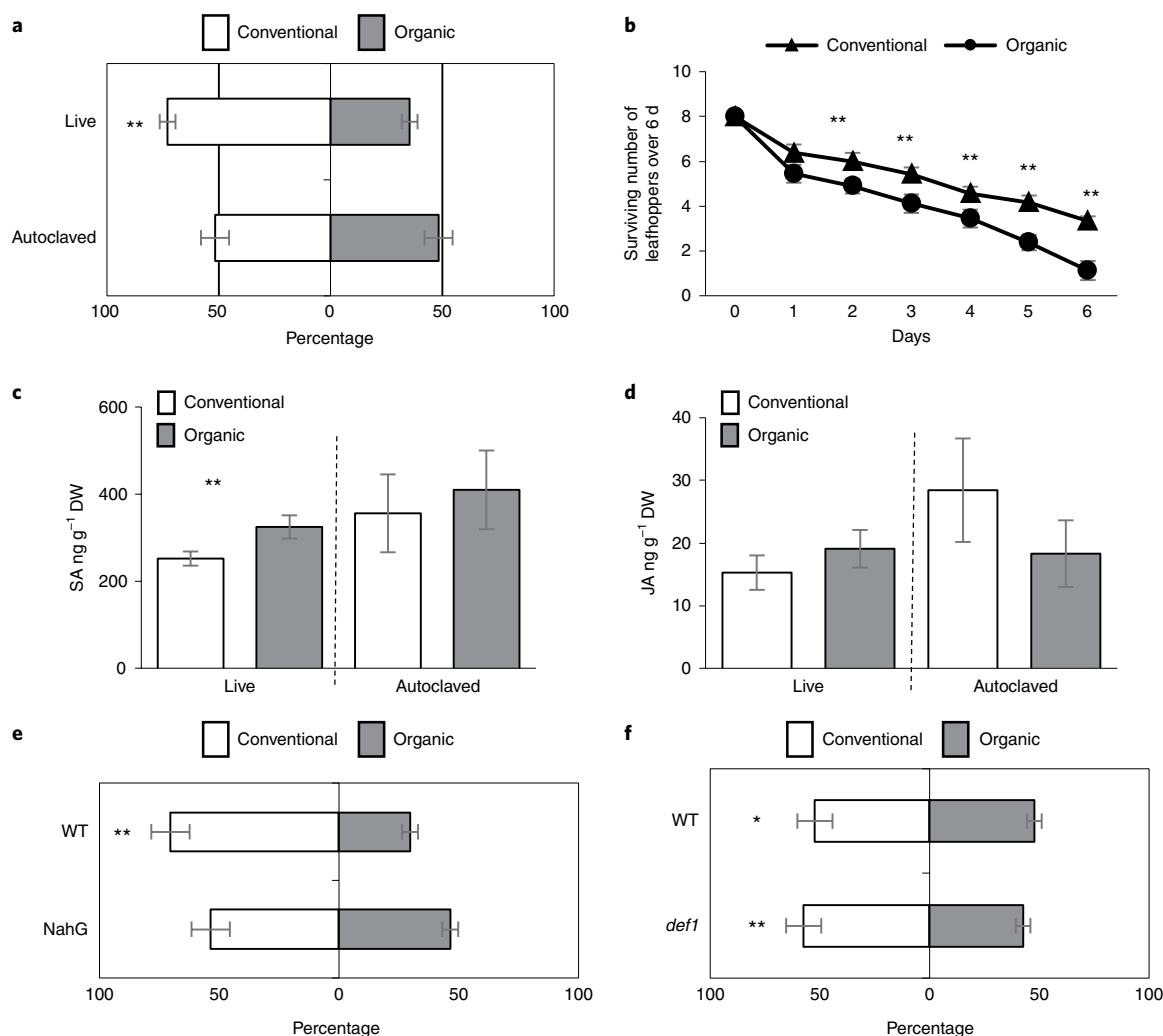 a
Conventional Organic
Live
**
Autoclaved
100 50 0 50 100
Percentage
b
Conventional Organic
Surviving number of
leafhoppers over 6 d
10
8
6
4
2
0
** ** ** ** **
0 1 2 3 4 5 6
Days
c
Conventional
Organic
SA ng g⁻¹ DW
600
400
200
0
**
Live Autoclaved
d
Conventional
Organic
JA ng g⁻¹ DW
40
30
20
10
0
Live Autoclaved
e
Conventional Organic
WT
**
NahG
100 50 0 50 100
Percentage
f
Conventional Organic
WT
*
def1
**
100 50 0 50 100
Percentage